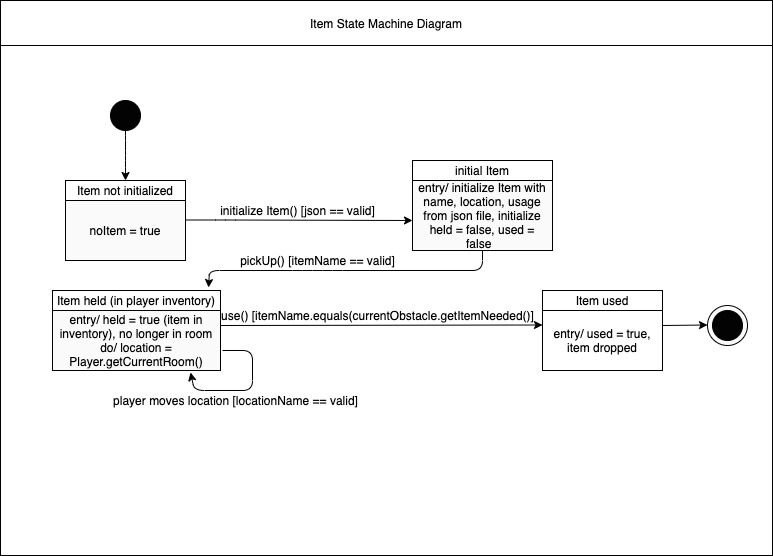 Item State Machine Diagram
Item not initialized
noItem = true
initialize Item() [json == valid]
initial Item
entry/ initialize Item with
name, location, usage
from json file, initialize
held = false, used =
false
pickUp() [itemName == valid]
Item held (in player inventory)
entry/ held = true (item in
inventory), no longer in room
do/ location =
Player.getCurrentRoom()
use() [itemName.equals(currentObstacle.getItemNeeded()]
Item used
entry/ used = true,
item dropped
player moves location [locationName == valid]